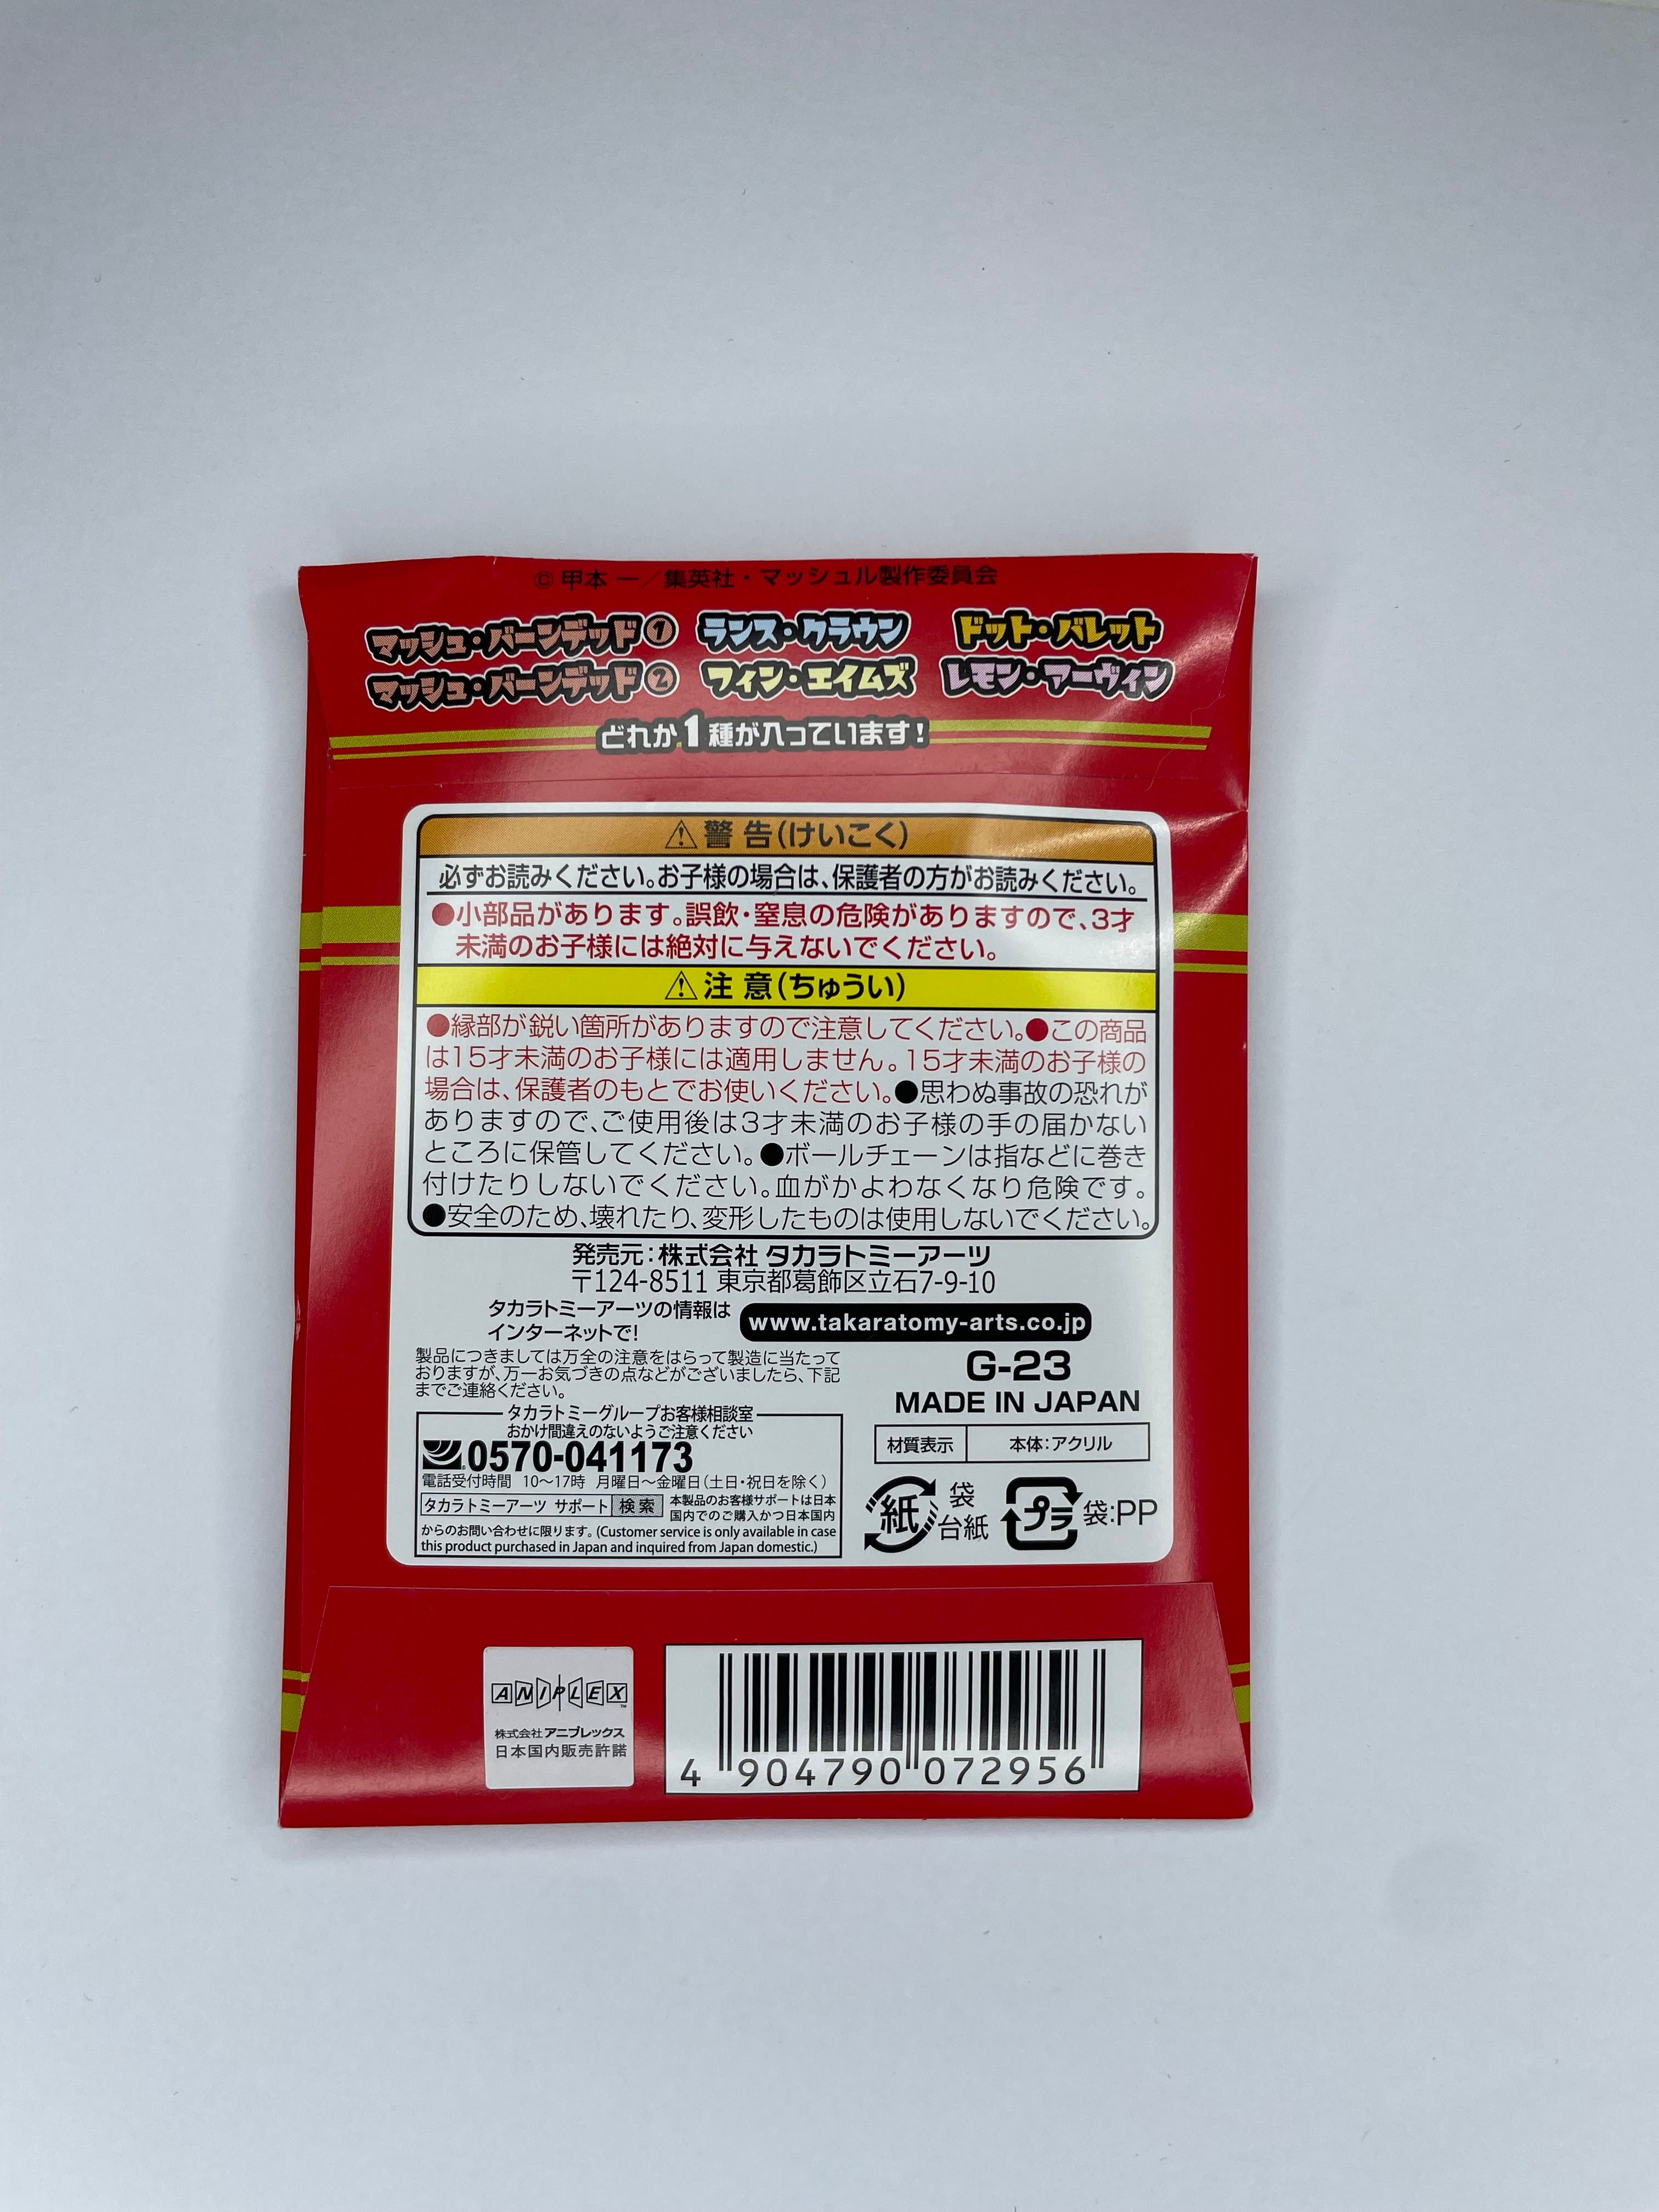 © 甲本 一／集英社・マッシュル製作委員会
マッシュ・バーンデッド① ランス・クラウン ドット・バレット
マッシュ・バーンデッド② フィン・エイムズ レモン・アーヴィン
どれか1種が入っています！
⚠警告(けいこく)
必ずお読みください。お子様の場合は、保護者の方がお読みください。
●小部品があります。誤飲・窒息の危険がありますので、3才
未満のお子様には絶対に与えないでください。
⚠注意(ちゅうい)
●縁部が鋭い箇所がありますので注意してください。●この商品
は15才未満のお子様には適用しません。15才未満のお子様の
場合は、保護者のもとでお使いください。●思わぬ事故の恐れが
ありますので、ご使用後は3才未満のお子様の手の届かない
ところに保管してください。●ボールチェーンは指などに巻き
付けたりしないでください。血がかよわなくなり危険です。
●安全のため、壊れたり、変形したものは使用しないでください。
発売元：株式会社 タカラトミーアーツ
〒124-8511 東京都葛飾区立石7-9-10
タカラトミーアーツの情報は
インターネットで!
www.takaratomy-arts.co.jp
製品につきましては万全の注意をはらって製造に当たって
おりますが、万一お気づきの点などがございましたら、下記
までご連絡ください。
G-23
MADE IN JAPAN
タカラトミーグループお客様相談室
おかけ間違えのないようご注意ください
0570-041173
電話受付時間 10〜17時 月曜日〜金曜日(土日・祝日を除く)
タカラトミーアーツ サポート 検索 本製品のお客様サポートは日本
国内でのご購入かつ日本国内
からのお問い合わせに限ります。(Customer service is only available in case
this product purchased in Japan and inquired from Japan domestic.)
材質表示 本体：アクリル
紙 袋 台紙 プラ 袋：PP
ANIPLEX™
株式会社アニプレックス
日本国内販売許諾
4 904790 072956